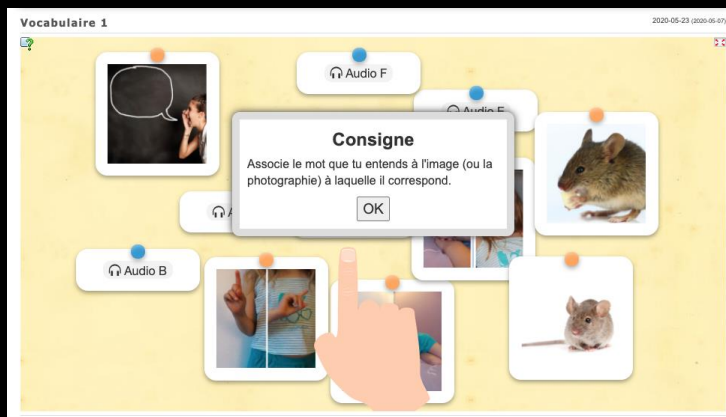 Vocabulaire 1
2020-05-23 (2020-05-07)
Audio F
Audio
Consigne
Associe le mot que tu entends à l'image (ou la
photographie) à laquelle il correspond.
OK
Audio B